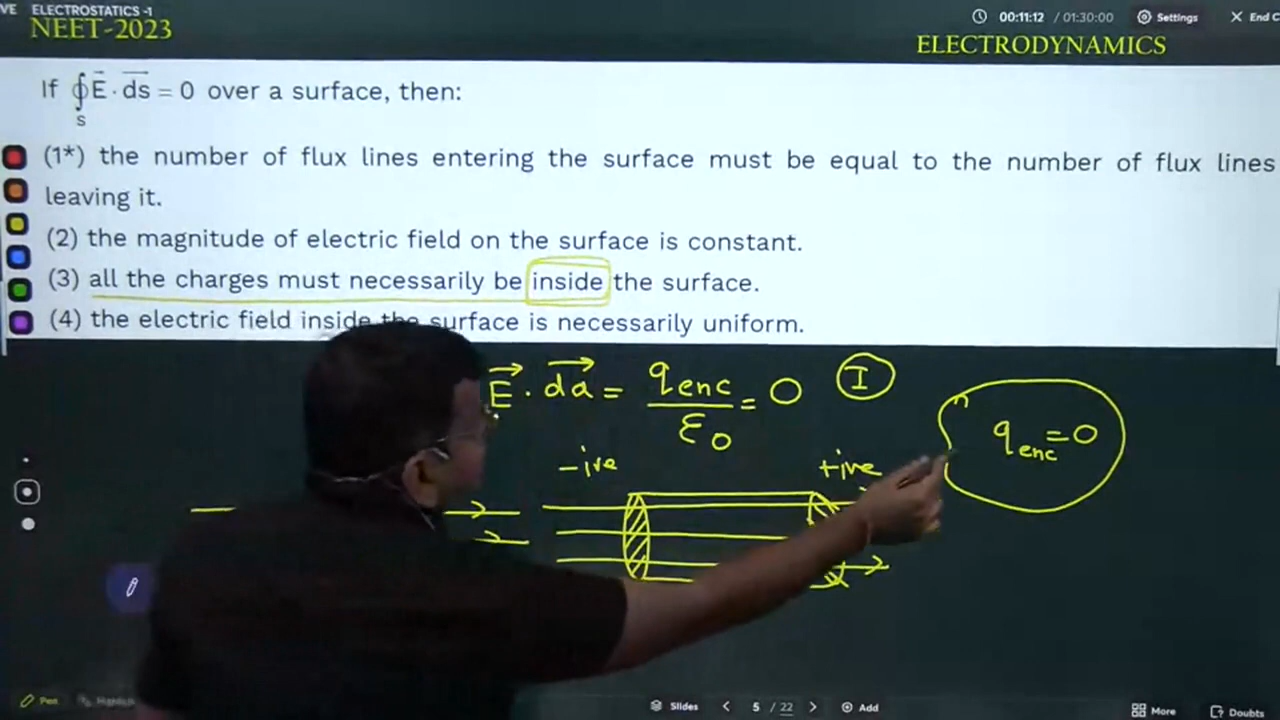 VE ELECTROSTATICS -1
NEET-2023
00:11:12 / 01:30:00 Settings End C
ELECTRODYNAMICS
If ∮ₛ E⃗ · d⃗s = 0 over a surface, then:
(1*) the number of flux lines entering the surface must be equal to the number of flux lines
leaving it.
(2) the magnitude of electric field on the surface is constant.
(3) all the charges must necessarily be inside the surface.
(4) the electric field inside the surface is necessarily uniform.
E⃗ · d⃗a = q_enc / ε₀ = 0 I
q_enc = 0
-ive +ive
Pen Slides < 5 / 22 > Add More Doubts